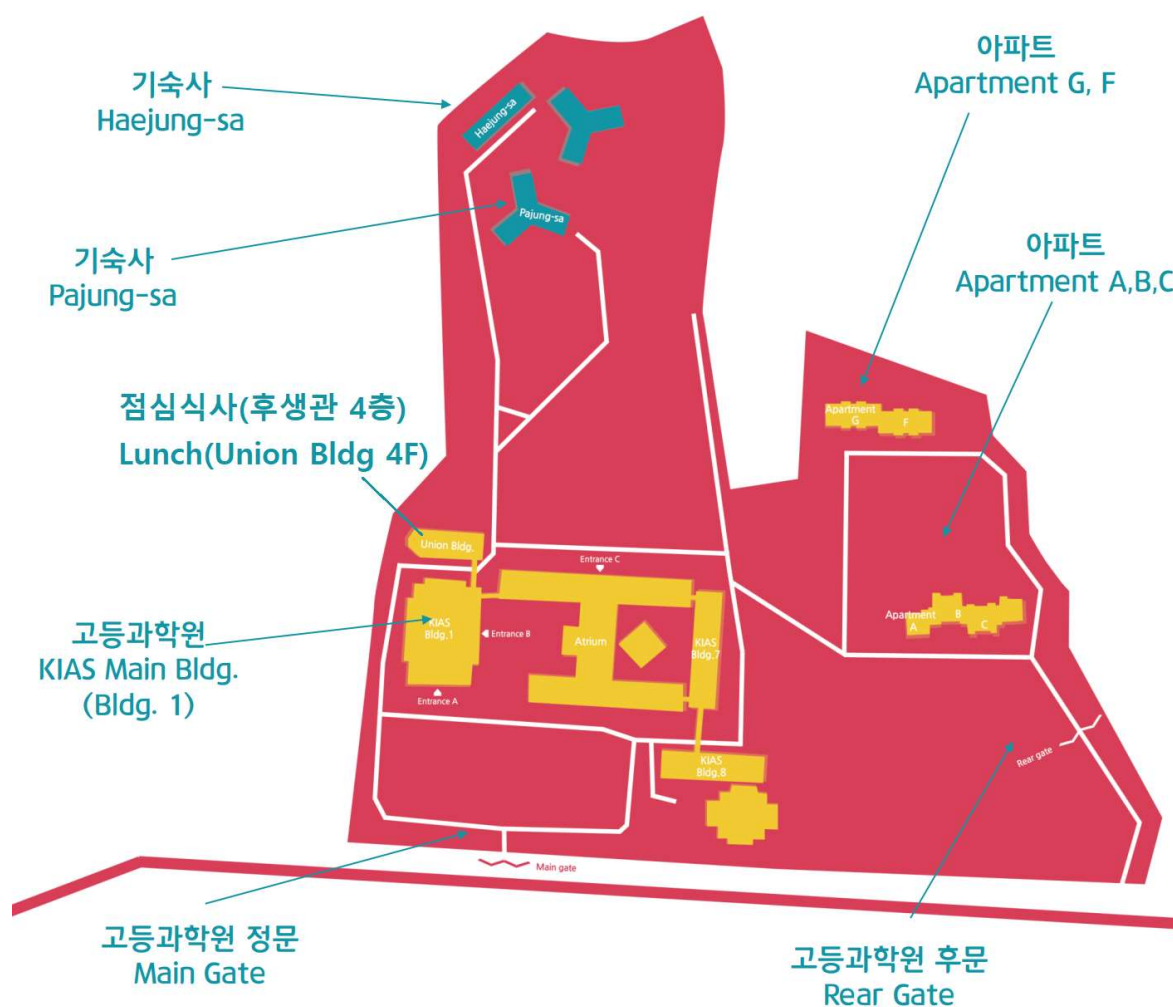 기숙사
Haejung-sa
아파트
Apartment G, F
Haejung-sa
Pajung-sa
기숙사
Pajung-sa
아파트
Apartment A,B,C
점심식사(후생관 4층)
Lunch(Union Bldg 4F)
Apartment
G
F
Union Bldg.
Entrance C
고등과학원
KIAS Main Bldg.
(Bldg. 1)
KIAS
Bldg.1
Entrance B
Entrance A
Atrium
KIAS
Bldg.7
Apartment
A
B
C
KIAS
Bldg.8
Rear gate
Main gate
고등과학원 정문
Main Gate
고등과학원 후문
Rear Gate